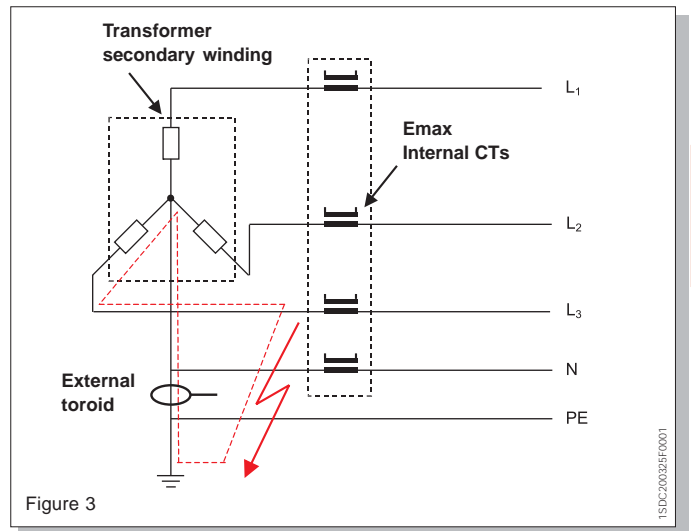 Transformer
secondary winding
L1
Emax
Internal CTs
L2
L3
External
toroid
N
PE
Figure 3
1SDC200325F0001